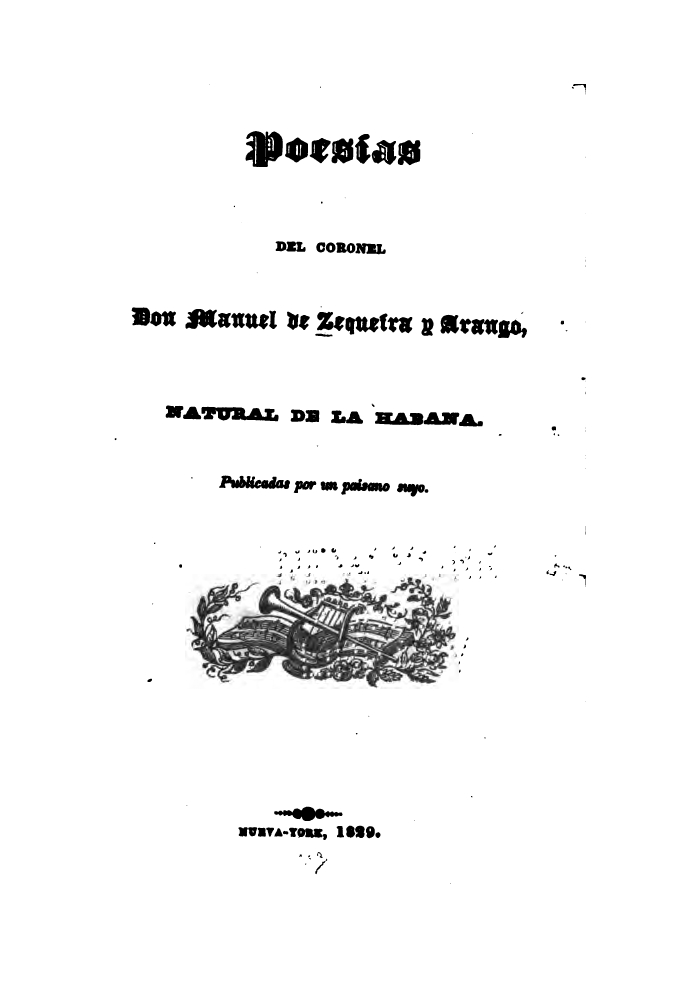 Poesías
DEL CORONEL
Don Manuel de Zequeira y Arango,
NATURAL DE LA HABANA.
Publicadas por un paisano suyo.
NUEVA-YORK, 1829.